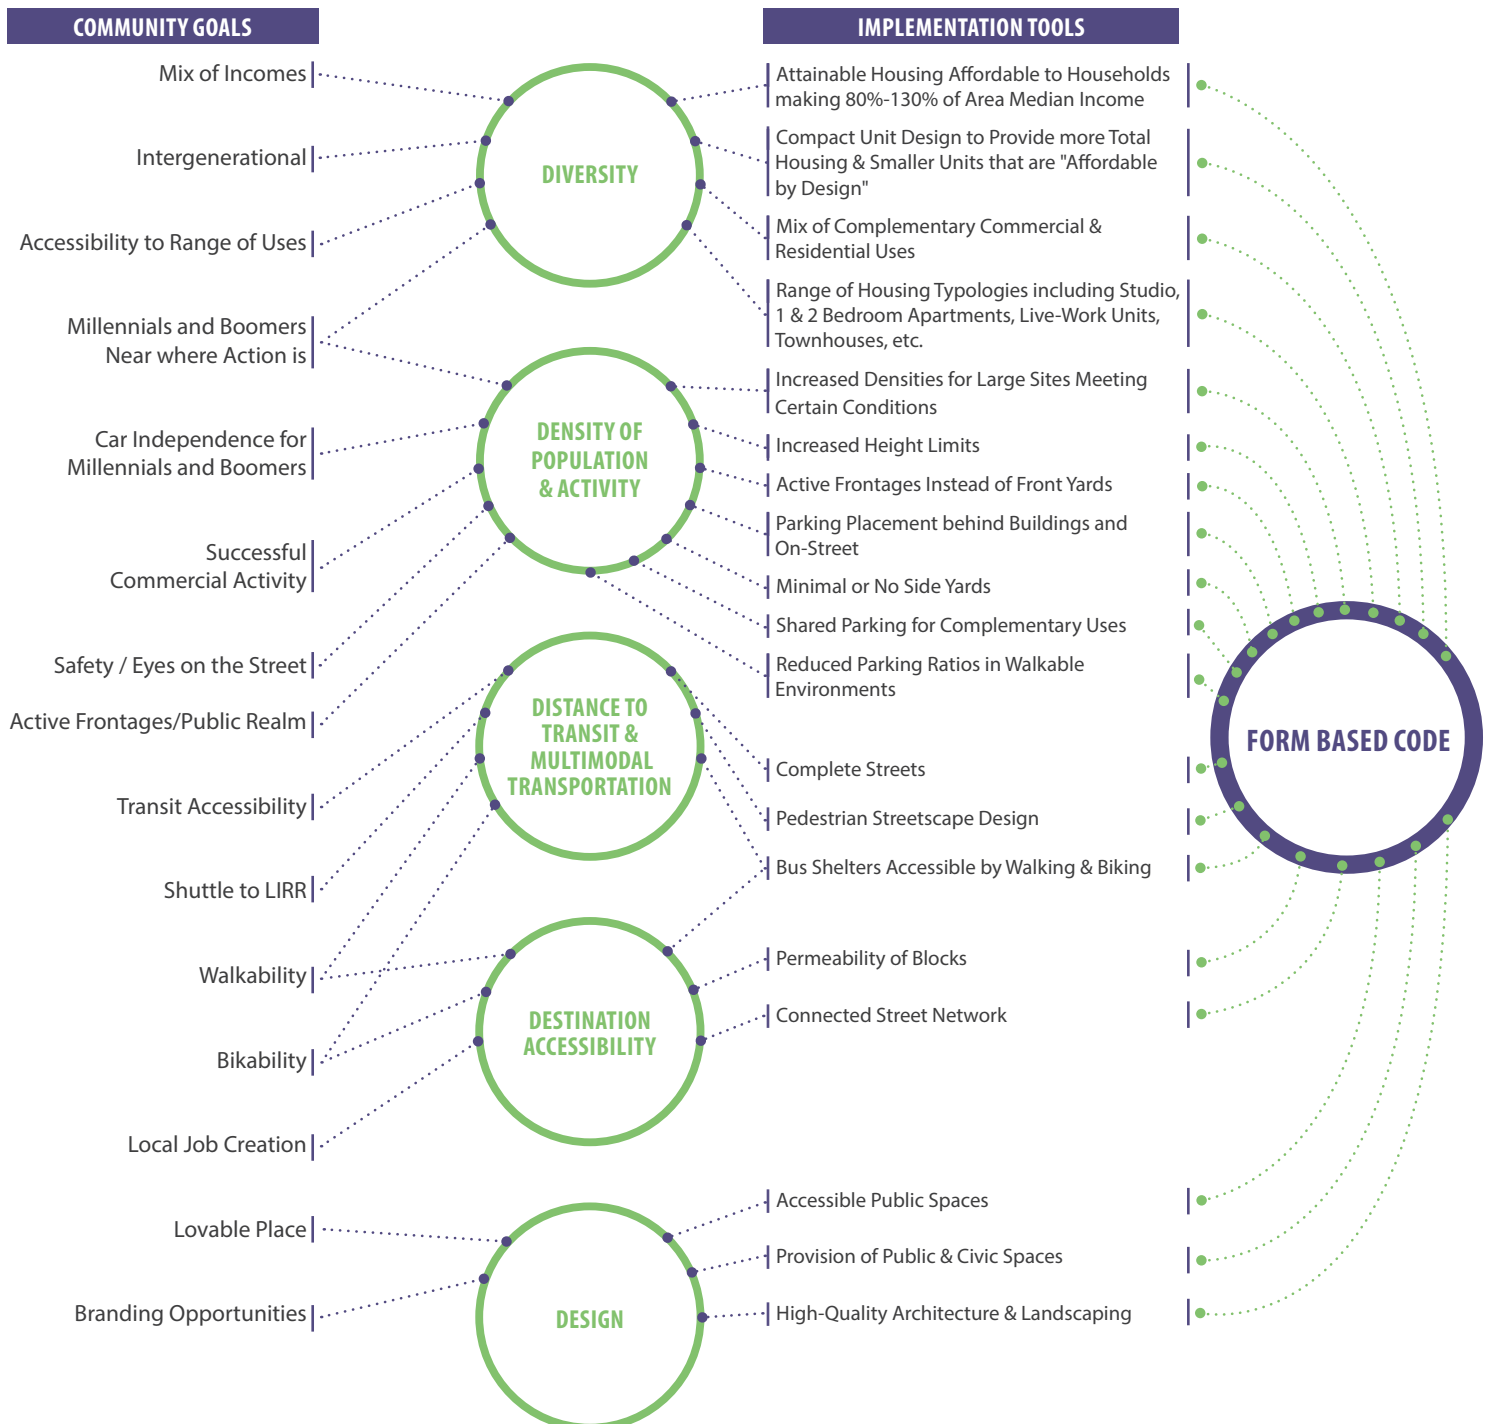 COMMUNITY GOALS
Mix of Incomes
Intergenerational
Accessibility to Range of Uses
Millennials and Boomers
Near where Action is
Car Independence for
Millennials and Boomers
Successful
Commercial Activity
Safety / Eyes on the Street
Active Frontages/Public Realm
Transit Accessibility
Shuttle to LIRR
Walkability
Bikability
Local Job Creation
Lovable Place
Branding Opportunities
DIVERSITY
DENSITY OF
POPULATION
& ACTIVITY
DISTANCE TO
TRANSIT &
MULTIMODAL
TRANSPORTATION
DESTINATION
ACCESSIBILITY
DESIGN
IMPLEMENTATION TOOLS
Attainable Housing Affordable to Households
making 80%-130% of Area Median Income
Compact Unit Design to Provide more Total
Housing & Smaller Units that are "Affordable
by Design"
Mix of Complementary Commercial &
Residential Uses
Range of Housing Typologies including Studio,
1 & 2 Bedroom Apartments, Live-Work Units,
Townhouses, etc.
Increased Densities for Large Sites Meeting
Certain Conditions
Increased Height Limits
Active Frontages Instead of Front Yards
Parking Placement behind Buildings and
On-Street
Minimal or No Side Yards
Shared Parking for Complementary Uses
Reduced Parking Ratios in Walkable
Environments
Complete Streets
Pedestrian Streetscape Design
Bus Shelters Accessible by Walking & Biking
Permeability of Blocks
Connected Street Network
Accessible Public Spaces
Provision of Public & Civic Spaces
High-Quality Architecture & Landscaping
FORM BASED CODE